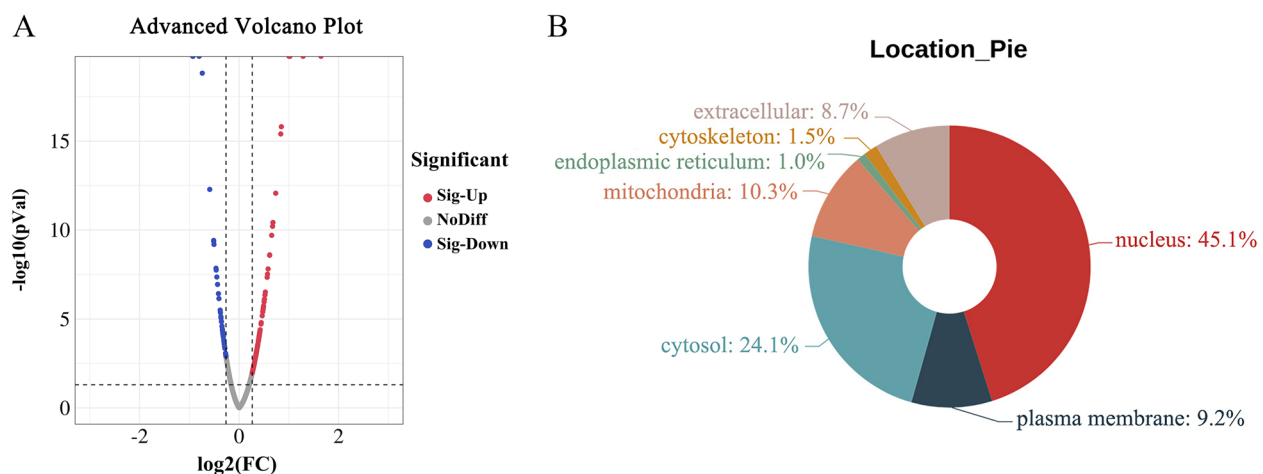 A
Advanced Volcano Plot
15
10
5
0
-log10(pVal)
-2
0
2
log2(FC)
Significant
Sig-Up
NoDiff
Sig-Down
B
Location_Pie
extracellular: 8.7%
cytoskeleton: 1.5%
endoplasmic reticulum: 1.0%
mitochondria: 10.3%
nucleus: 45.1%
cytosol: 24.1%
plasma membrane: 9.2%